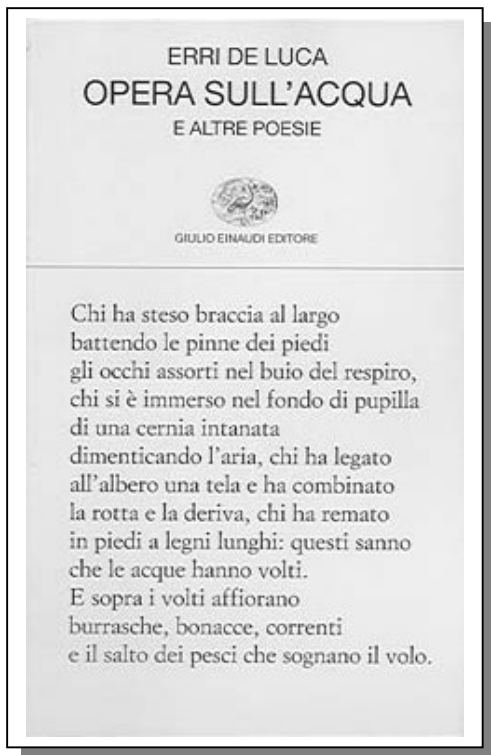 ERRI DE LUCA
OPERA SULL'ACQUA
E ALTRE POESIE
GIULIO EINAUDI EDITORE
Chi ha steso braccia al largo
battendo le pinne dei piedi
gli occhi assorti nel buio del respiro,
chi si è immerso nel fondo di pupilla
di una cernia intanata
dimenticando l'aria, chi ha legato
all'albero una tela e ha combinato
la rotta e la deriva, chi ha remato
in piedi a legni lunghi: questi sanno
che le acque hanno volti.
E sopra i volti affiorano
burrasche, bonacce, correnti
e il salto dei pesci che sognano il volo.